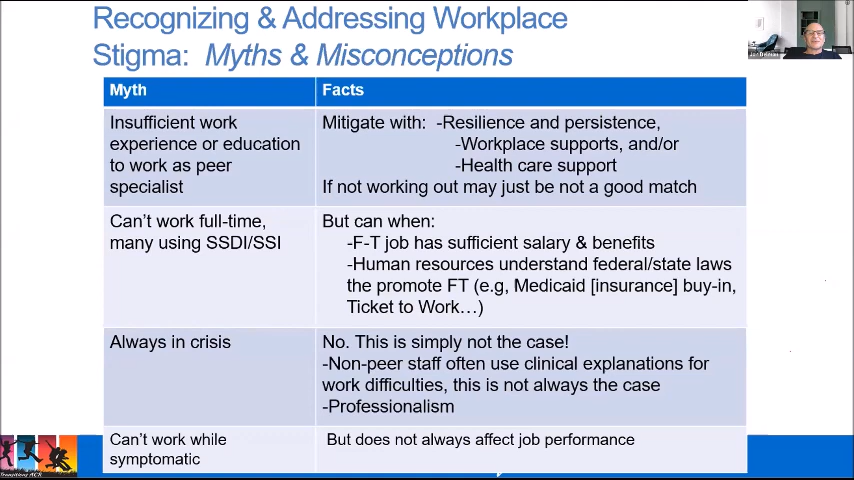 Recognizing & Addressing Workplace
Stigma: Myths & Misconceptions
Myth
Facts
Insufficient work
experience or education
to work as peer
specialist
Mitigate with: -Resilience and persistence,
-Workplace supports, and/or
-Health care support
If not working out may just be not a good match
Can't work full-time,
many using SSDI/SSI
But can when:
-F-T job has sufficient salary & benefits
-Human resources understand federal/state laws
the promote FT (e.g, Medicaid [insurance] buy-in,
Ticket to Work…)
Always in crisis
No. This is simply not the case!
-Non-peer staff often use clinical explanations for
work difficulties, this is not always the case
-Professionalism
Can't work while
symptomatic
But does not always affect job performance
Transitions ACR